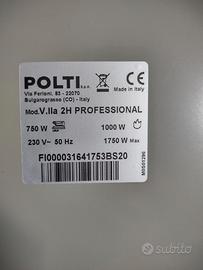 POLTI S.p.A.
Via Ferloni, 83 - 22070
Bulgarograsso (CO) - Italy
Mod.V.lla 2H PROFESSIONAL
750 W 1000 W
230 V~ 50 Hz 1750 W Max
FI000031641753BS20
Made in Italy
M0S01290
subito